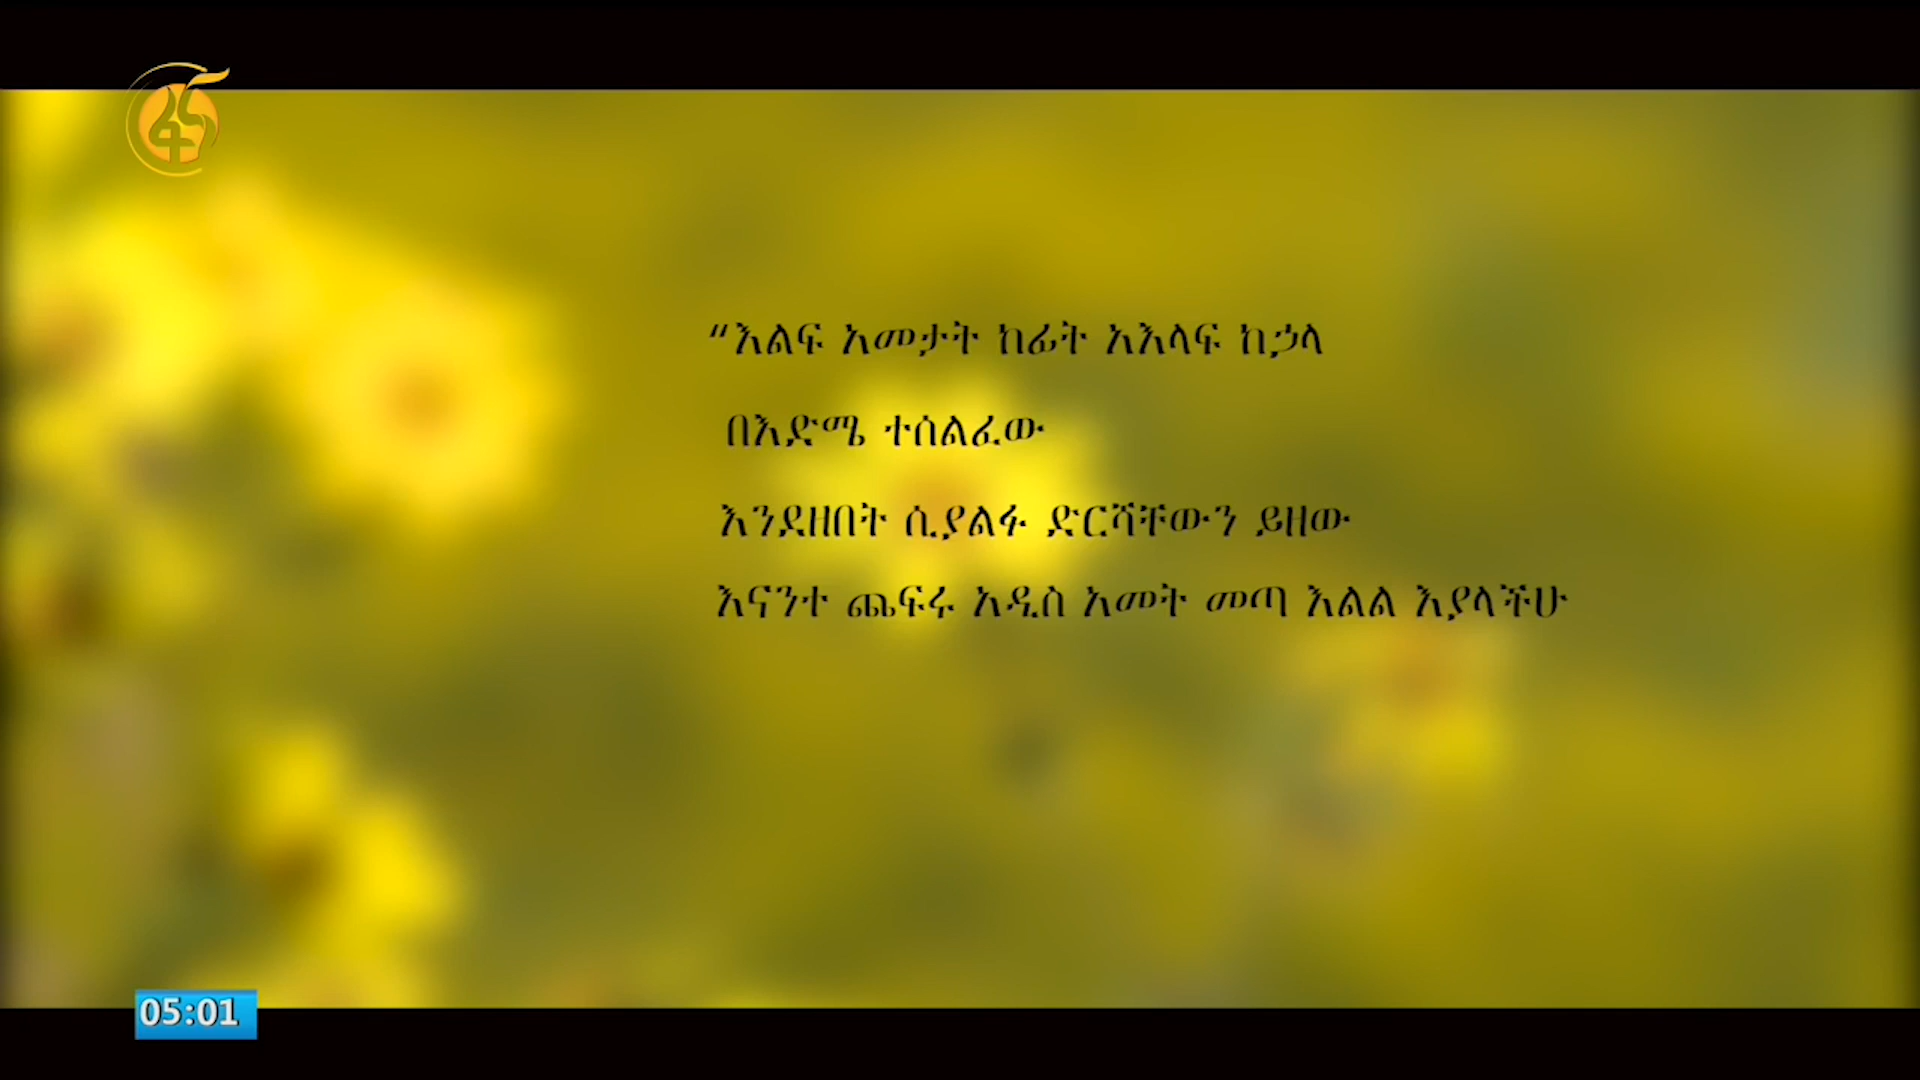 ፋና
“እልፍ አመታት ከፊት አእላፍ ከኃላ
በእድሜ ተሰልፈው
እንደዘበት ሲያልፉ ድርሻቸውን ይዘው
እናንተ ጨፍሩ አዲስ አመት መጣ እልል እያላችሁ
05:01